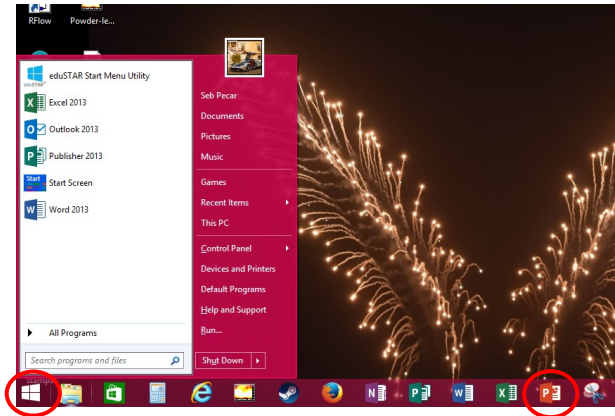 RFlow Powder-le...
eduSTAR Start Menu Utility
Excel 2013
Outlook 2013
Publisher 2013
Start
Start Screen
Word 2013
All Programs
Search programs and files
Seb Pecar
Documents
Pictures
Music
Games
Recent Items
This PC
Control Panel
Devices and Printers
Default Programs
Help and Support
Run...
Shut Down
stamps